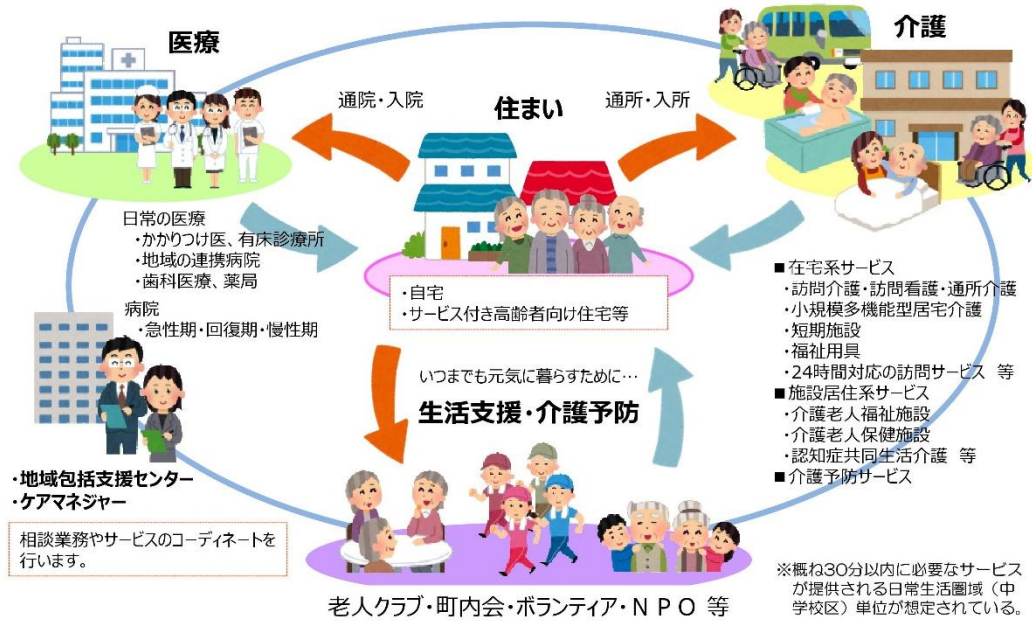 医療
介護
通院・入院
住まい
通所・入所
日常の医療
・かかりつけ医、有床診療所
・地域の連携病院
・歯科医療、薬局
病院
・急性期・回復期・慢性期
・自宅
・サービス付き高齢者向け住宅等
■在宅系サービス
・訪問介護・訪問看護・通所介護
・小規模多機能型居宅介護
・短期施設
・福祉用具
・24時間対応の訪問サービス 等
■施設居住系サービス
・介護老人福祉施設
・介護老人保健施設
・認知症共同生活介護 等
■介護予防サービス
いつまでも元気に暮らすために…
生活支援・介護予防
・地域包括支援センター
・ケアマネジャー
相談業務やサービスのコーディネートを
行います。
老人クラブ・町内会・ボランティア・NPO 等
※概ね30分以内に必要なサービス
が提供される日常生活圏域(中
学校区)単位が想定されている。